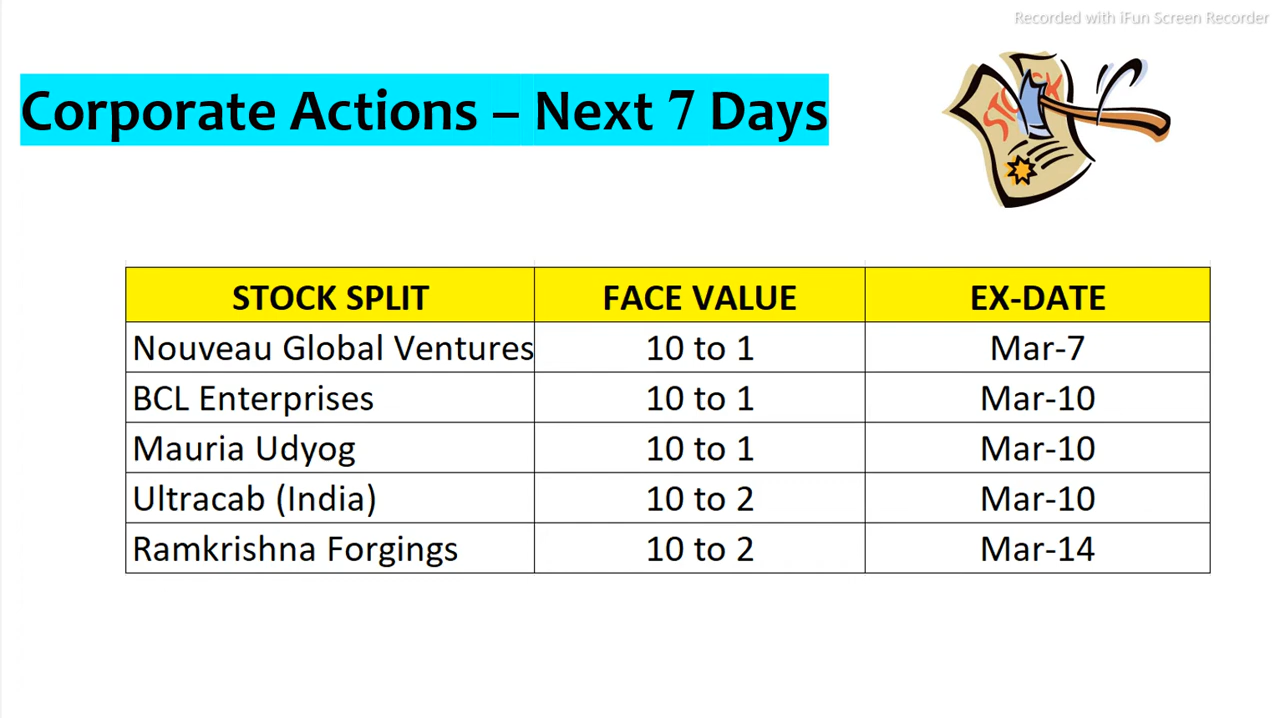 Recorded with iFun Screen Recorder
Corporate Actions – Next 7 Days
STOCK
STOCK SPLIT FACE VALUE EX-DATE
Nouveau Global Ventures 10 to 1 Mar-7
BCL Enterprises 10 to 1 Mar-10
Mauria Udyog 10 to 1 Mar-10
Ultracab (India) 10 to 2 Mar-10
Ramkrishna Forgings 10 to 2 Mar-14